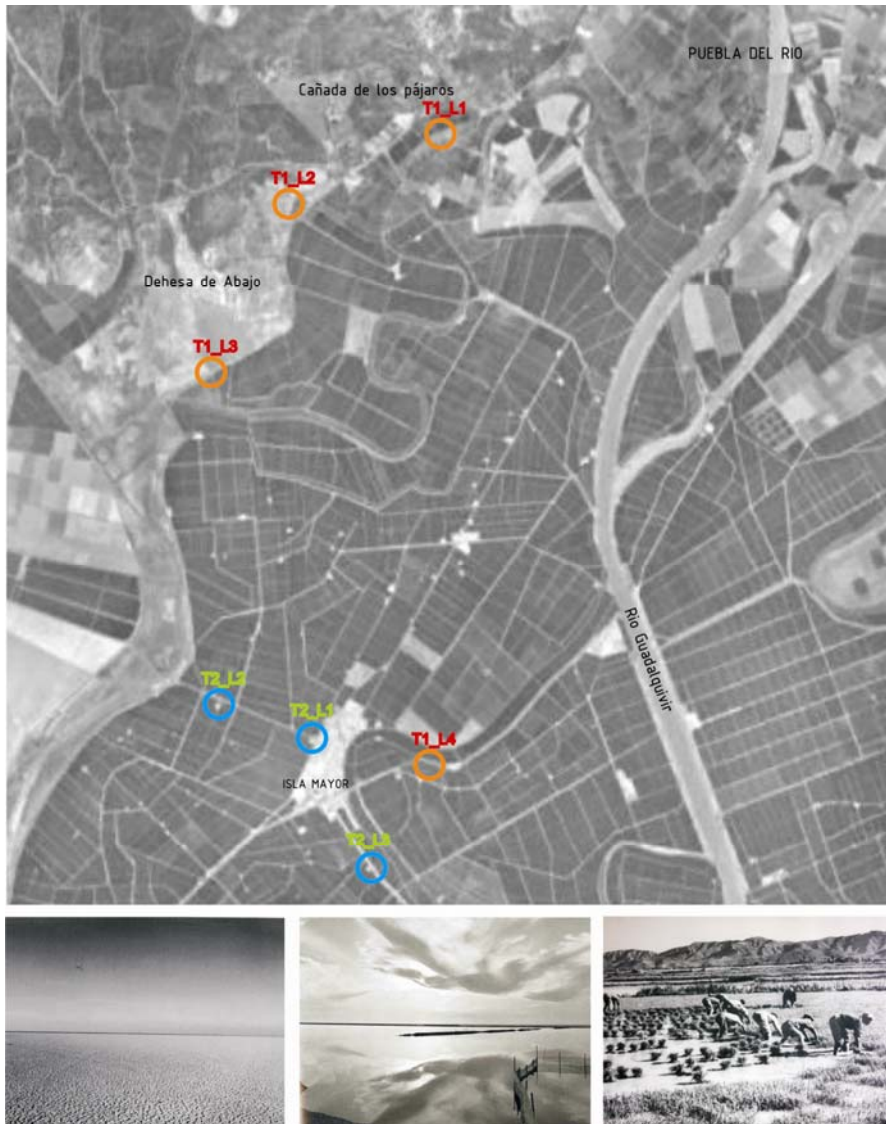 PUEBLA DEL RIO
Cañada de los pájaros
T1_L1
T1_L2
Dehesa de Abajo
T1_L3
Rio Guadalquivir
T2_L2
T2_L1
T1_L4
ISLA MAYOR
T2_L3